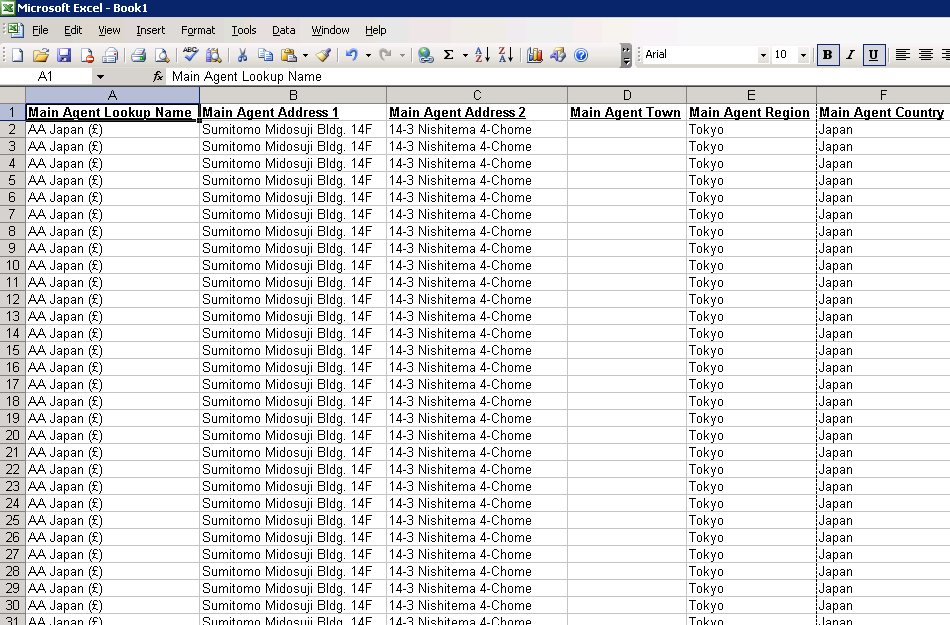 Microsoft Excel - Book1
File Edit View Insert Format Tools Data Window Help
ABC Σ A Z Z A Arial 10 B I U
A1 fx Main Agent Lookup Name
A B C D E F
1 Main Agent Lookup Name Main Agent Address 1 Main Agent Address 2 Main Agent Town Main Agent Region Main Agent Country
2 AA Japan (£) Sumitomo Midosuji Bldg. 14F 14-3 Nishitema 4-Chome Tokyo Japan
3 AA Japan (£) Sumitomo Midosuji Bldg. 14F 14-3 Nishitema 4-Chome Tokyo Japan
4 AA Japan (£) Sumitomo Midosuji Bldg. 14F 14-3 Nishitema 4-Chome Tokyo Japan
5 AA Japan (£) Sumitomo Midosuji Bldg. 14F 14-3 Nishitema 4-Chome Tokyo Japan
6 AA Japan (£) Sumitomo Midosuji Bldg. 14F 14-3 Nishitema 4-Chome Tokyo Japan
7 AA Japan (£) Sumitomo Midosuji Bldg. 14F 14-3 Nishitema 4-Chome Tokyo Japan
8 AA Japan (£) Sumitomo Midosuji Bldg. 14F 14-3 Nishitema 4-Chome Tokyo Japan
9 AA Japan (£) Sumitomo Midosuji Bldg. 14F 14-3 Nishitema 4-Chome Tokyo Japan
10 AA Japan (£) Sumitomo Midosuji Bldg. 14F 14-3 Nishitema 4-Chome Tokyo Japan
11 AA Japan (£) Sumitomo Midosuji Bldg. 14F 14-3 Nishitema 4-Chome Tokyo Japan
12 AA Japan (£) Sumitomo Midosuji Bldg. 14F 14-3 Nishitema 4-Chome Tokyo Japan
13 AA Japan (£) Sumitomo Midosuji Bldg. 14F 14-3 Nishitema 4-Chome Tokyo Japan
14 AA Japan (£) Sumitomo Midosuji Bldg. 14F 14-3 Nishitema 4-Chome Tokyo Japan
15 AA Japan (£) Sumitomo Midosuji Bldg. 14F 14-3 Nishitema 4-Chome Tokyo Japan
16 AA Japan (£) Sumitomo Midosuji Bldg. 14F 14-3 Nishitema 4-Chome Tokyo Japan
17 AA Japan (£) Sumitomo Midosuji Bldg. 14F 14-3 Nishitema 4-Chome Tokyo Japan
18 AA Japan (£) Sumitomo Midosuji Bldg. 14F 14-3 Nishitema 4-Chome Tokyo Japan
19 AA Japan (£) Sumitomo Midosuji Bldg. 14F 14-3 Nishitema 4-Chome Tokyo Japan
20 AA Japan (£) Sumitomo Midosuji Bldg. 14F 14-3 Nishitema 4-Chome Tokyo Japan
21 AA Japan (£) Sumitomo Midosuji Bldg. 14F 14-3 Nishitema 4-Chome Tokyo Japan
22 AA Japan (£) Sumitomo Midosuji Bldg. 14F 14-3 Nishitema 4-Chome Tokyo Japan
23 AA Japan (£) Sumitomo Midosuji Bldg. 14F 14-3 Nishitema 4-Chome Tokyo Japan
24 AA Japan (£) Sumitomo Midosuji Bldg. 14F 14-3 Nishitema 4-Chome Tokyo Japan
25 AA Japan (£) Sumitomo Midosuji Bldg. 14F 14-3 Nishitema 4-Chome Tokyo Japan
26 AA Japan (£) Sumitomo Midosuji Bldg. 14F 14-3 Nishitema 4-Chome Tokyo Japan
27 AA Japan (£) Sumitomo Midosuji Bldg. 14F 14-3 Nishitema 4-Chome Tokyo Japan
28 AA Japan (£) Sumitomo Midosuji Bldg. 14F 14-3 Nishitema 4-Chome Tokyo Japan
29 AA Japan (£) Sumitomo Midosuji Bldg. 14F 14-3 Nishitema 4-Chome Tokyo Japan
30 AA Japan (£) Sumitomo Midosuji Bldg. 14F 14-3 Nishitema 4-Chome Tokyo Japan
31 AA Japan (£) Sumitomo Midosuji Bldg. 14F 14-3 Nishitema 4-Chome Tokyo Japan